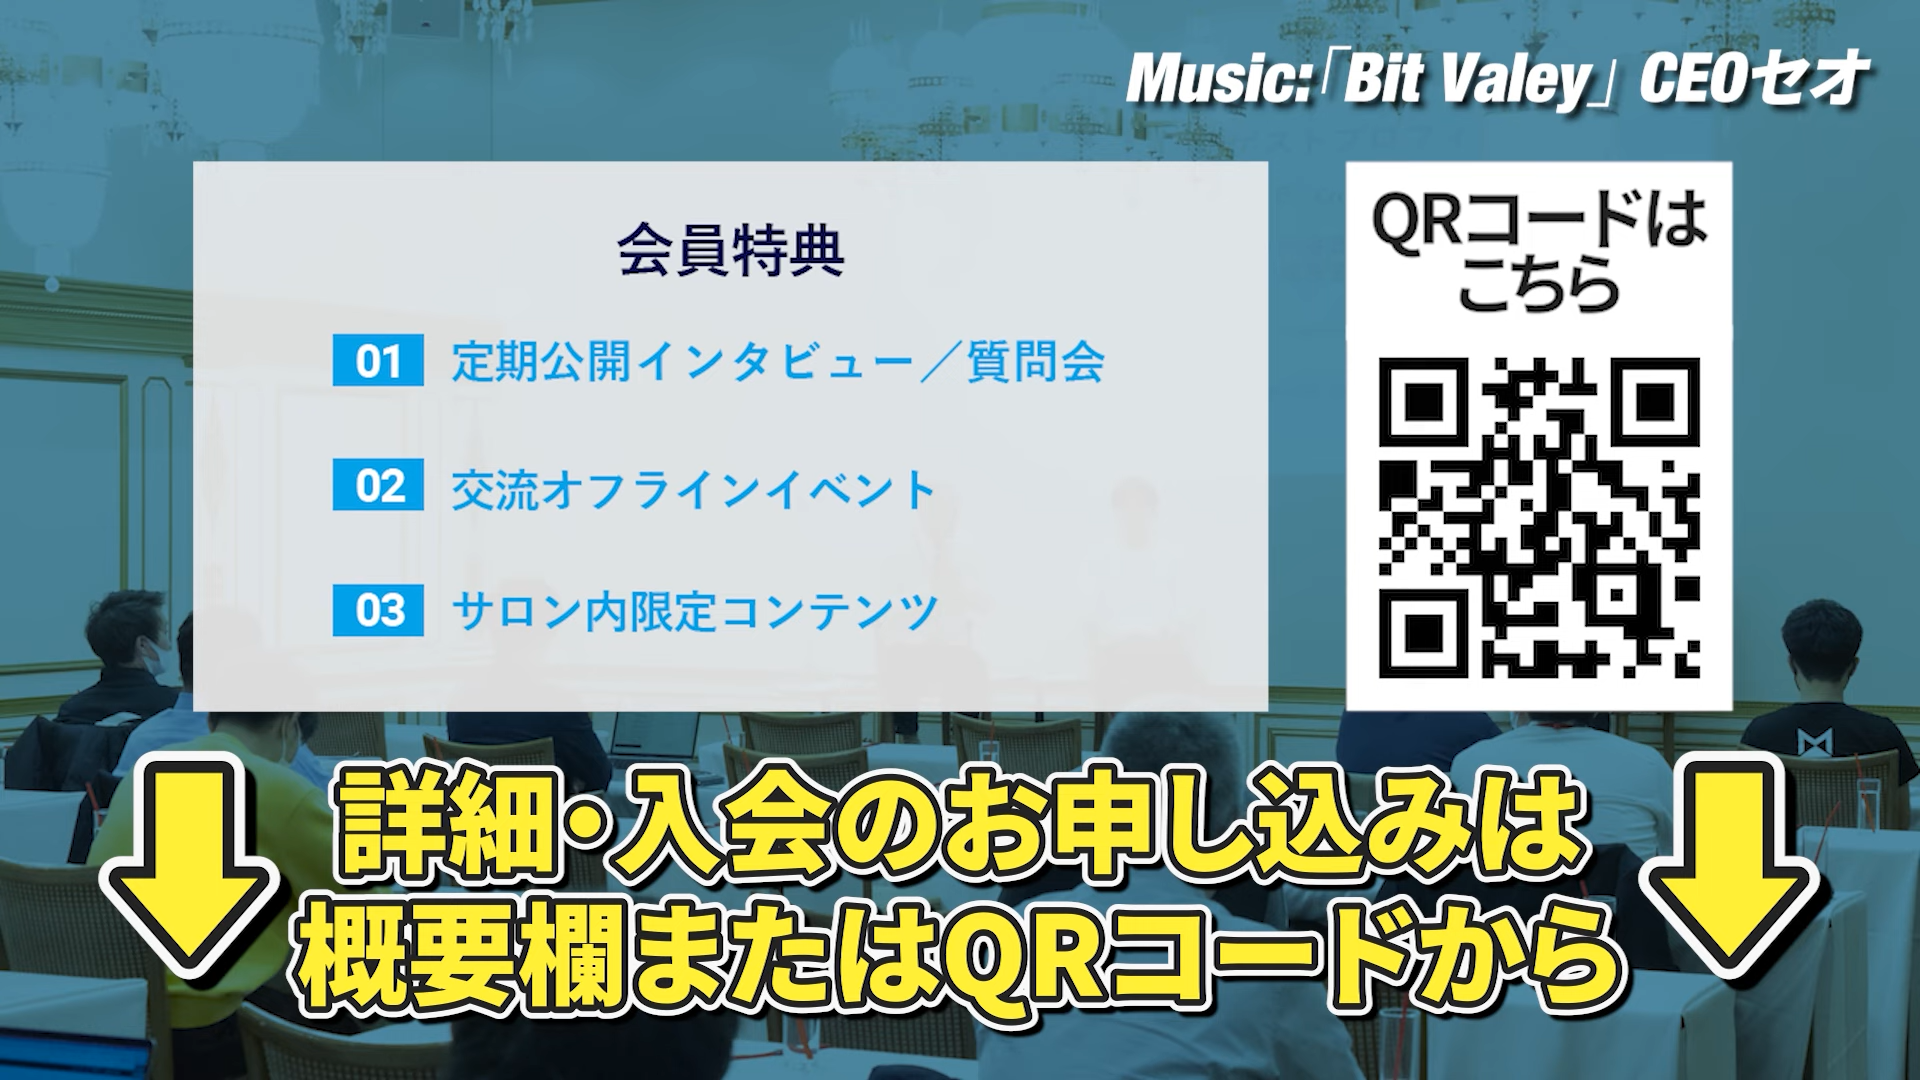 Music:「Bit Valey」 CEOセオ
会員特典
01 定期公開インタビュー／質問会
02 交流オフラインイベント
03 サロン内限定コンテンツ
QRコードは
こちら
詳細・入会のお申し込みは
概要欄またはQRコードから